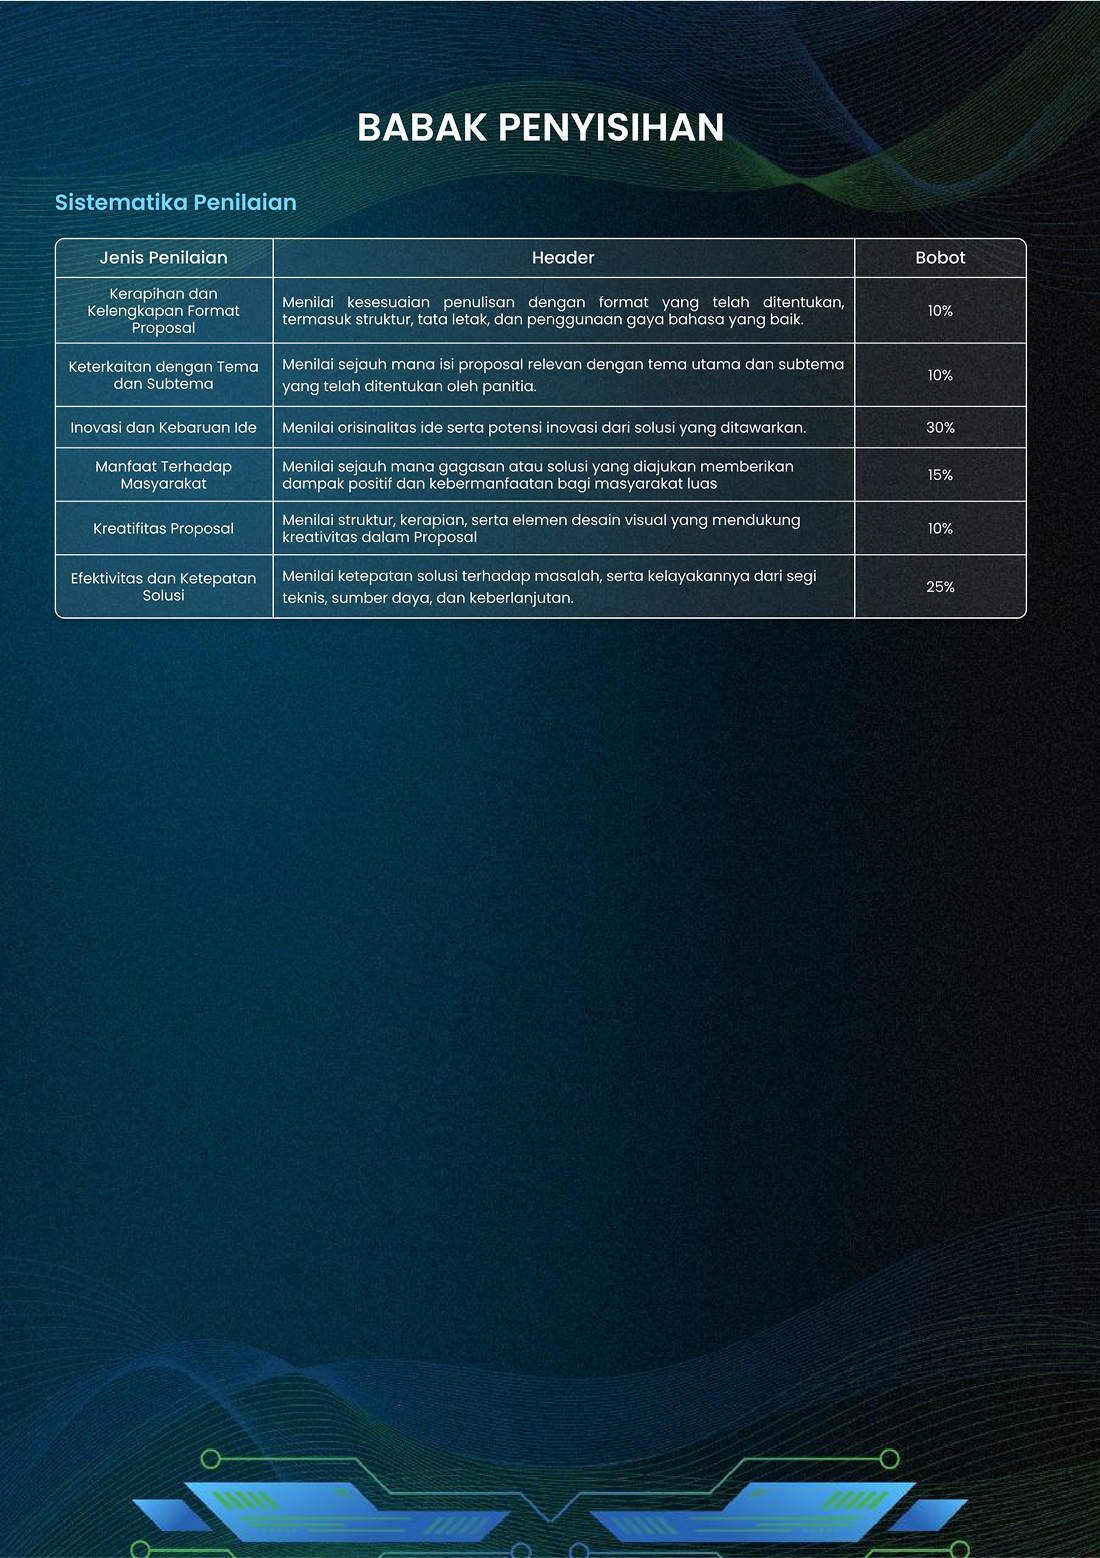 BABAK PENYISIHAN
Sistematika Penilaian
Jenis Penilaian Header Bobot
Kerapihan dan
Kelengkapan Format
Proposal
Menilai kesesuaian penulisan dengan format yang telah ditentukan,
termasuk struktur, tata letak, dan penggunaan gaya bahasa yang baik.
10%
Keterkaitan dengan Tema
dan Subtema
Menilai sejauh mana isi proposal relevan dengan tema utama dan subtema
yang telah ditentukan oleh panitia.
10%
Inovasi dan Kebaruan Ide
Menilai orisinalitas ide serta potensi inovasi dari solusi yang ditawarkan.
30%
Manfaat Terhadap
Masyarakat
Menilai sejauh mana gagasan atau solusi yang diajukan memberikan
dampak positif dan kebermanfaatan bagi masyarakat luas
15%
Kreatifitas Proposal
Menilai struktur, kerapian, serta elemen desain visual yang mendukung
kreativitas dalam Proposal
10%
Efektivitas dan Ketepatan
Solusi
Menilai ketepatan solusi terhadap masalah, serta kelayakannya dari segi
teknis, sumber daya, dan keberlanjutan.
25%